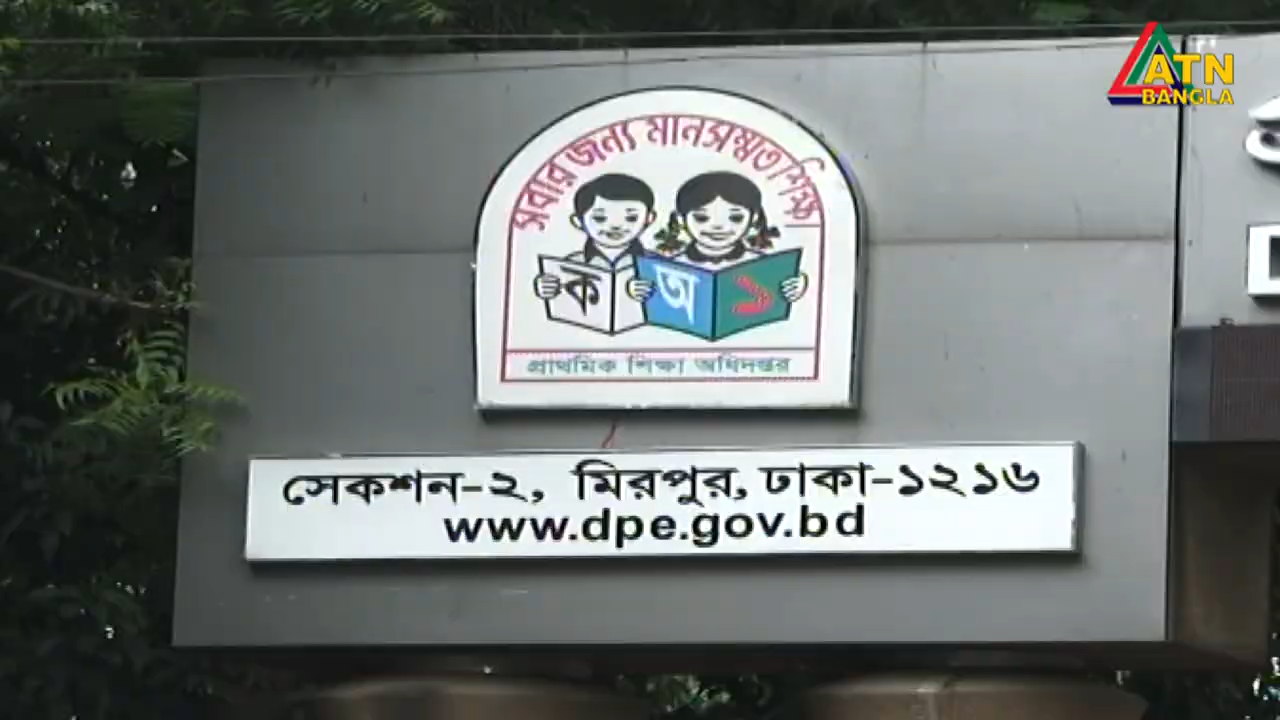 ATN
BANGLA
সবার জন্য মানসম্মত শিক্ষা
ক অ ১
প্রাথমিক শিক্ষা অধিদপ্তর
সেকশন-২, মিরপুর, ঢাকা-১২১৬
www.dpe.gov.bd